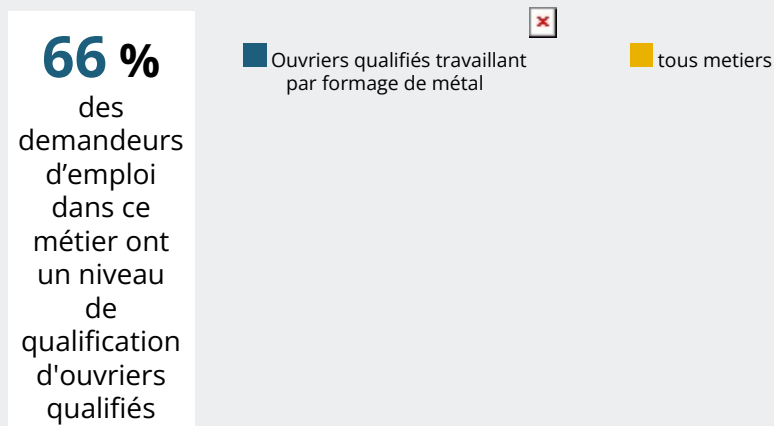 66 %
des
demandeurs
d’emploi
dans ce
métier ont
un niveau
de
qualification
d'ouvriers
qualifiés
Ouvriers qualifiés travaillant
par formage de métal
tous metiers